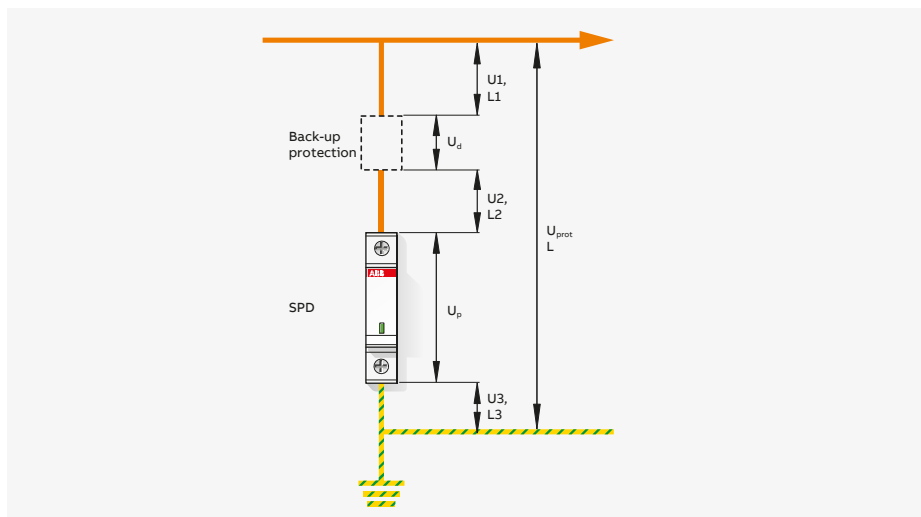 U1,
L1
Back-up
protection
Ud
U2,
L2
Uprot
L
ABB
SPD
Up
U3,
L3